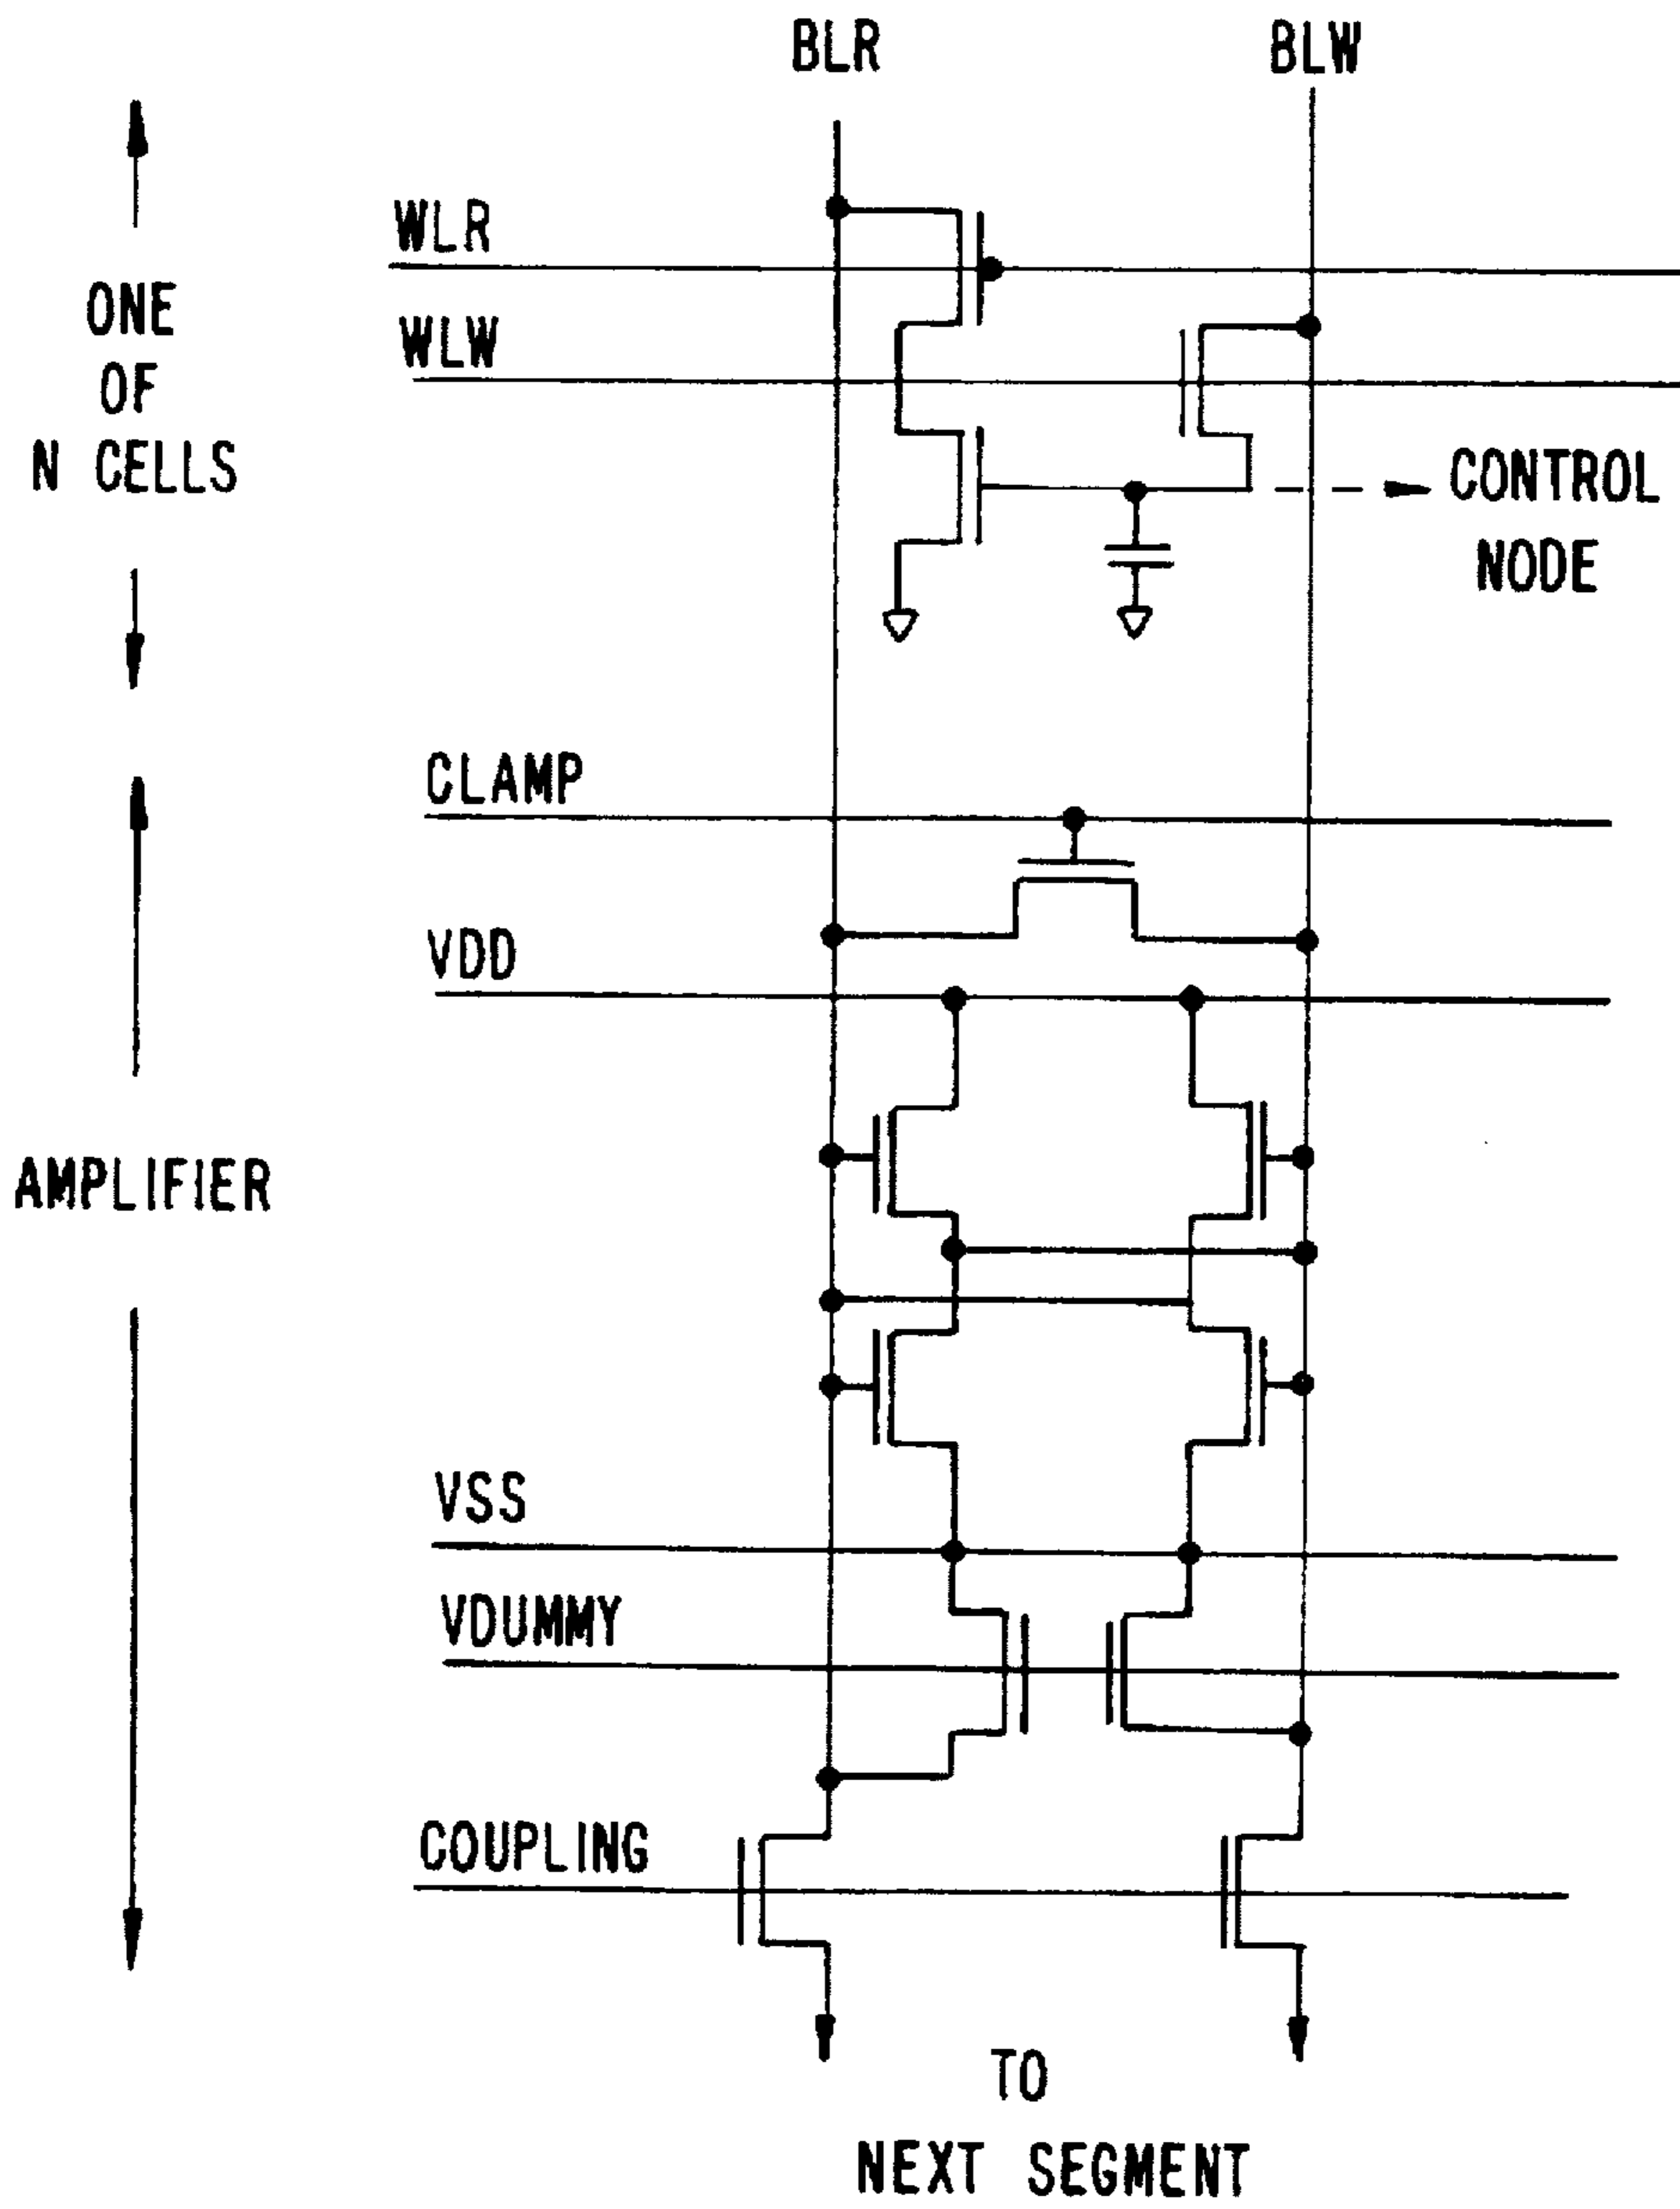 BLR
BLW
WLR
ONE
OF
N CELLS
WLW
CONTROL
NODE
CLAMP
VDD
AMPLIFIER
VSS
VDUMMY
COUPLING
TO
NEXT SEGMENT